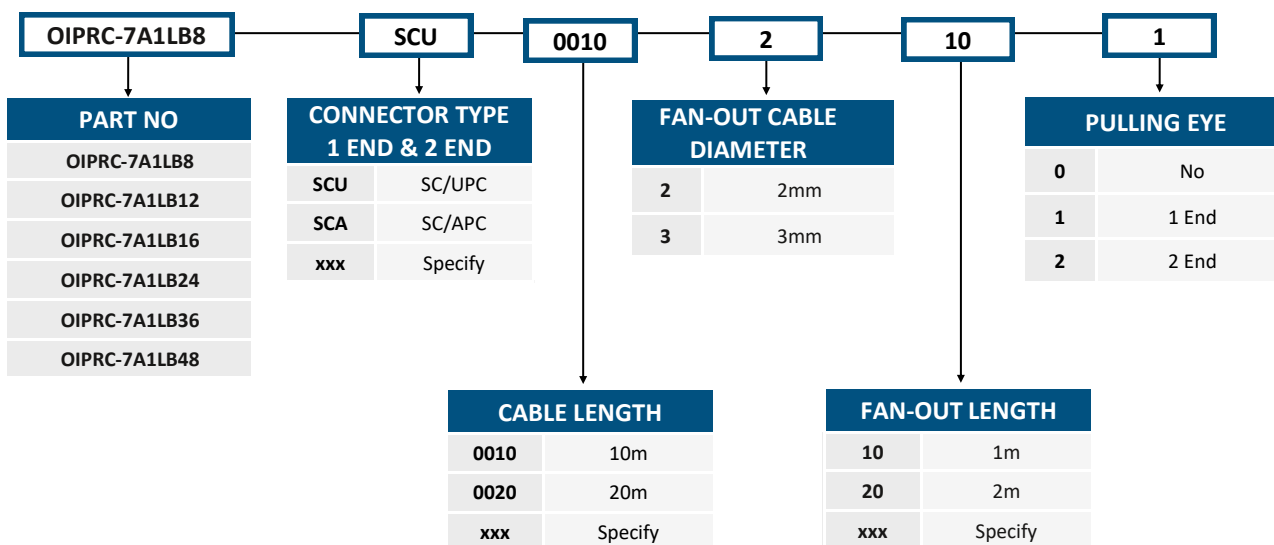 OIPRC-7A1LB8 SCU 0010 2 10 1
PART NO
OIPRC-7A1LB8
OIPRC-7A1LB12
OIPRC-7A1LB16
OIPRC-7A1LB24
OIPRC-7A1LB36
OIPRC-7A1LB48
CONNECTOR TYPE
1 END & 2 END
SCU SC/UPC
SCA SC/APC
xxx Specify
FAN-OUT CABLE
DIAMETER
2 2mm
3 3mm
PULLING EYE
0 No
1 1 End
2 2 End
CABLE LENGTH
0010 10m
0020 20m
xxx Specify
FAN-OUT LENGTH
10 1m
20 2m
xxx Specify